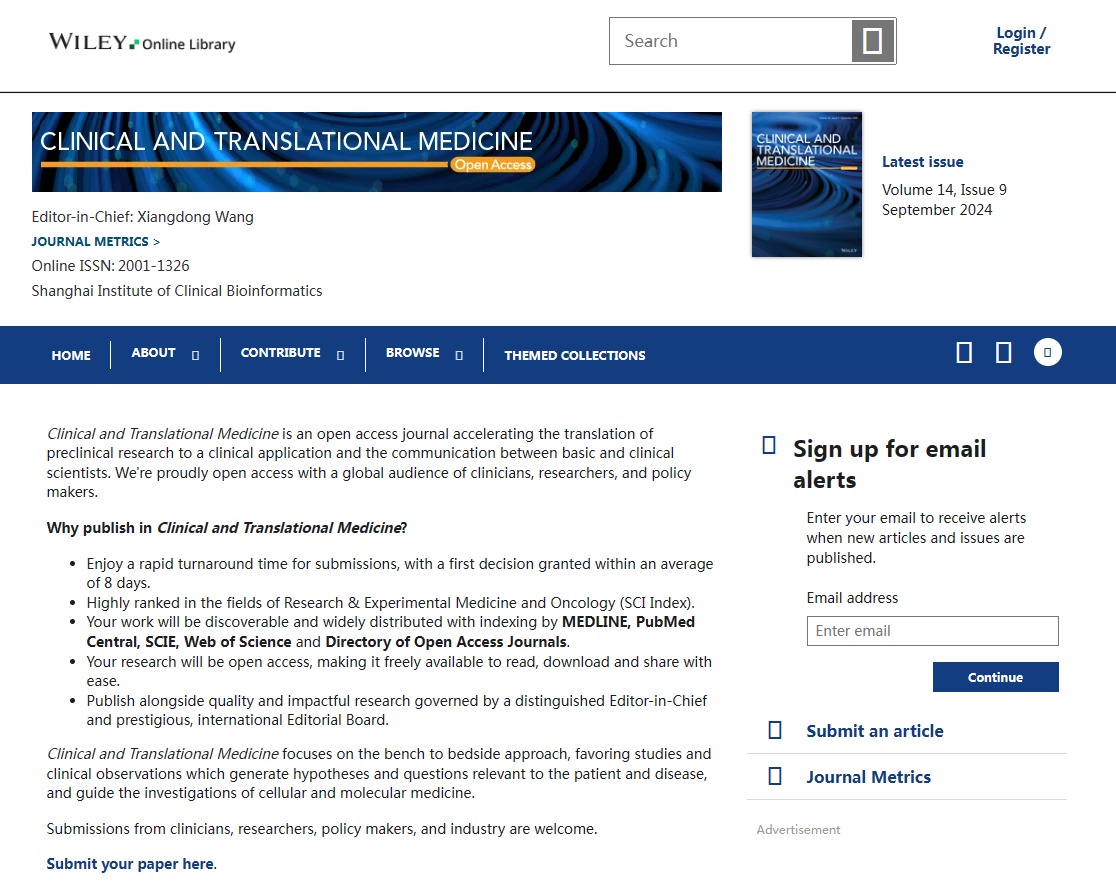 WILEY Online Library
Search
Login /
Register
CLINICAL AND TRANSLATIONAL MEDICINE
Open Access
Editor-in-Chief: Xiangdong Wang
JOURNAL METRICS >
Online ISSN: 2001-1326
Shanghai Institute of Clinical Bioinformatics
CLINICAL AND
TRANSLATIONAL
MEDICINE
WILEY
Latest issue
Volume 14, Issue 9
September 2024
HOME
ABOUT
CONTRIBUTE
BROWSE
THEMED COLLECTIONS
Clinical and Translational Medicine is an open access journal accelerating the translation of
preclinical research to a clinical application and the communication between basic and clinical
scientists. We're proudly open access with a global audience of clinicians, researchers, and policy
makers.
Why publish in Clinical and Translational Medicine?
• Enjoy a rapid turnaround time for submissions, with a first decision granted within an average
of 8 days.
• Highly ranked in the fields of Research & Experimental Medicine and Oncology (SCI Index).
• Your work will be discoverable and widely distributed with indexing by MEDLINE, PubMed
Central, SCIE, Web of Science and Directory of Open Access Journals.
• Your research will be open access, making it freely available to read, download and share with
ease.
• Publish alongside quality and impactful research governed by a distinguished Editor-in-Chief
and prestigious, international Editorial Board.
Clinical and Translational Medicine focuses on the bench to bedside approach, favoring studies and
clinical observations which generate hypotheses and questions relevant to the patient and disease,
and guide the investigations of cellular and molecular medicine.
Submissions from clinicians, researchers, policy makers, and industry are welcome.
Submit your paper here.
Sign up for email
alerts
Enter your email to receive alerts
when new articles and issues are
published.
Email address
Enter email
Continue
Submit an article
Journal Metrics
Advertisement